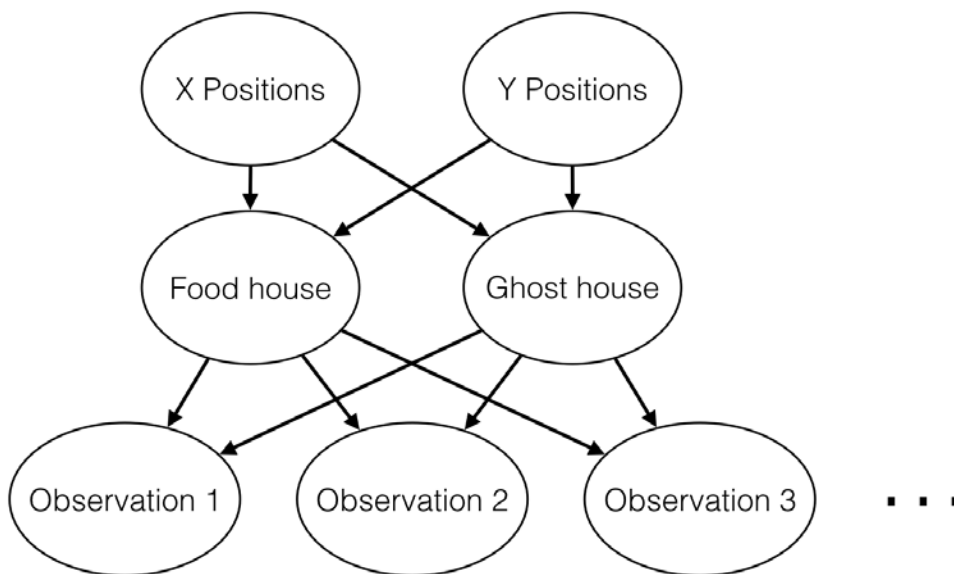 X Positions
Y Positions
Food house
Ghost house
Observation 1
Observation 2
Observation 3
. . .